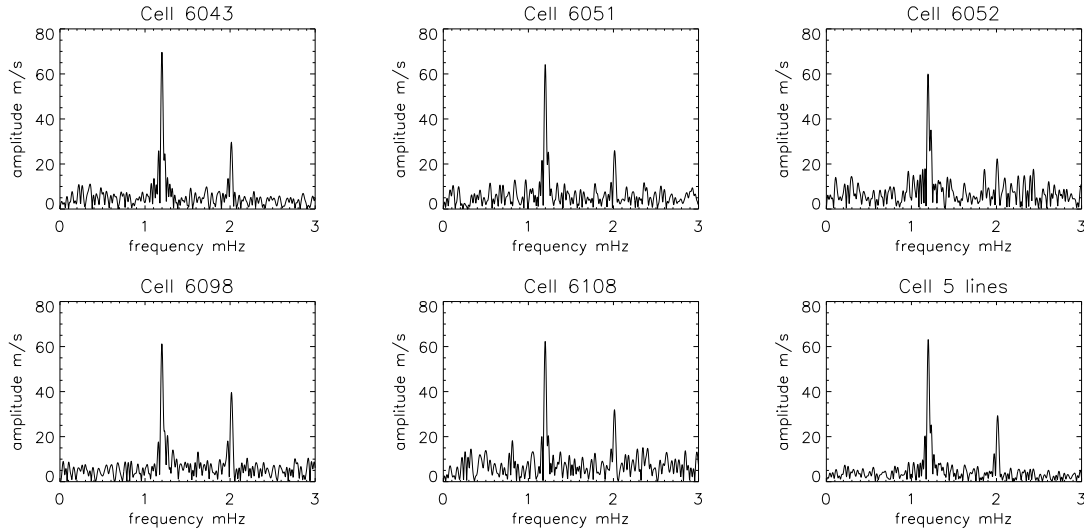 Cell 6043
80
60
40
20
0
amplitude m/s
0 1 2 3
frequency mHz
Cell 6051
80
60
40
20
0
amplitude m/s
0 1 2 3
frequency mHz
Cell 6052
80
60
40
20
0
amplitude m/s
0 1 2 3
frequency mHz
Cell 6098
80
60
40
20
0
amplitude m/s
0 1 2 3
frequency mHz
Cell 6108
80
60
40
20
0
amplitude m/s
0 1 2 3
frequency mHz
Cell 5 lines
80
60
40
20
0
amplitude m/s
0 1 2 3
frequency mHz